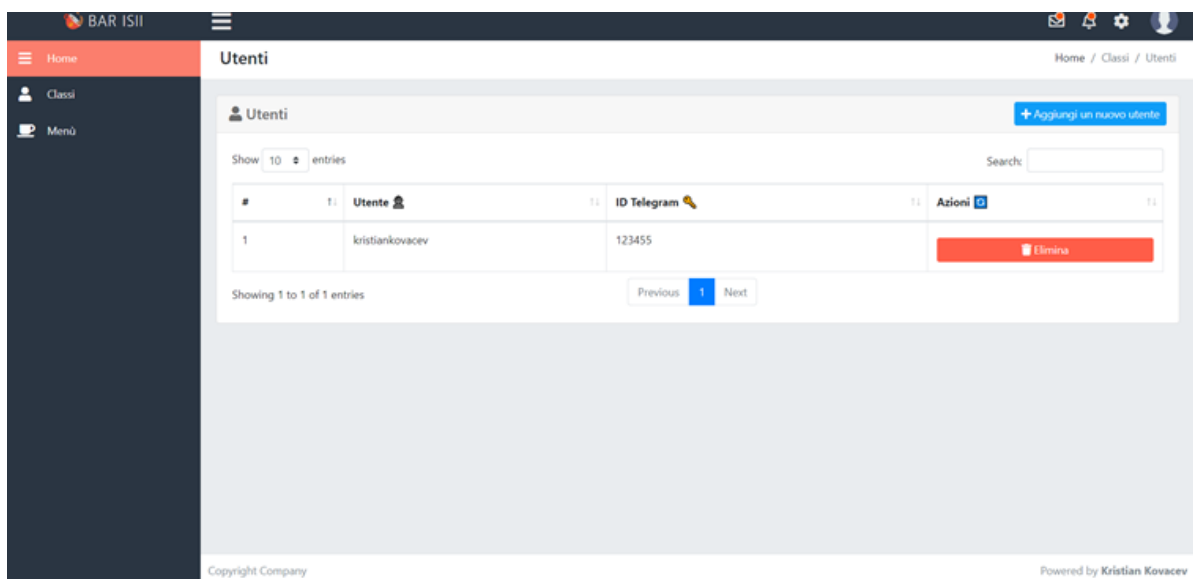 BAR ISII
Home
Classi
Menù
Utenti
Home / Classi / Utenti
Utenti
Aggiungi un nuovo utente
Show 10 entries
Search:
# Utente ID Telegram Azioni
1 kristiankovacev 123455 Elimina
Showing 1 to 1 of 1 entries
Previous 1 Next
Copyright Company
Powered by Kristian Kovacev